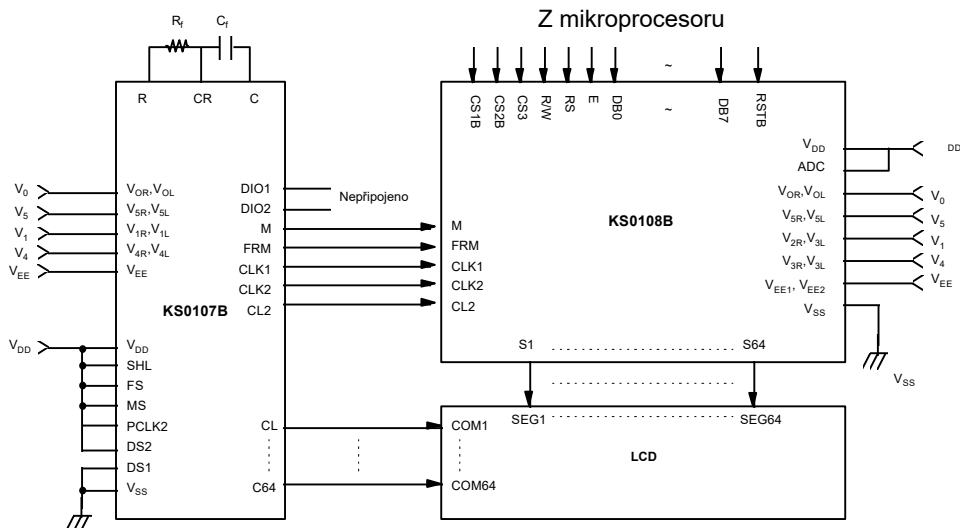 Z mikroprocesoru
Rf
Cf
R
CR
C
CS1B
CS2B
CS3
R/W
RS
E
DB0
~
~
DB7
RSTB
V0
V5
V1
V4
VEE
VOR,VOL
V5R,V5L
V1R,V1L
V4R,V4L
VEE
DIO1
DIO2
M
FRM
CLK1
CLK2
CL2
Nepřipojeno
KS0107B
VDD
VDD
SHL
FS
MS
PCLK2
DS2
DS1
VSS
CL
C64
M
FRM
CLK1
CLK2
CL2
KS0108B
VDD
ADC
VOR,VOL
V5R,V5L
V2R,V3L
V3R,V3L
VEE1, VEE2
VSS
DD
V0
V5
V1
V4
VEE
VSS
S1
S64
SEG1
SEG64
COM1
COM64
LCD